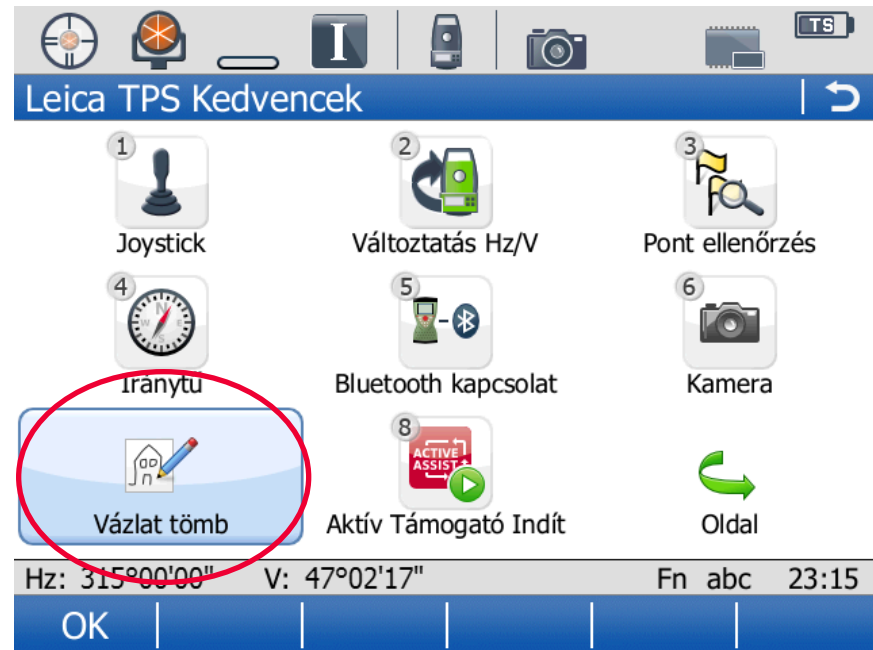 I
TS
Leica TPS Kedvencek
1
2
3
Joystick
Változtatás Hz/V
Pont ellenőrzés
4
5
6
N
W E
S
Iránytű
Bluetooth kapcsolat
Kamera
8
ACTIVE
ASSIST
Vázlat tömb
Aktív Támogató Indít
Oldal
Hz: 315°00'00" V: 47°02'17" Fn abc 23:15
OK